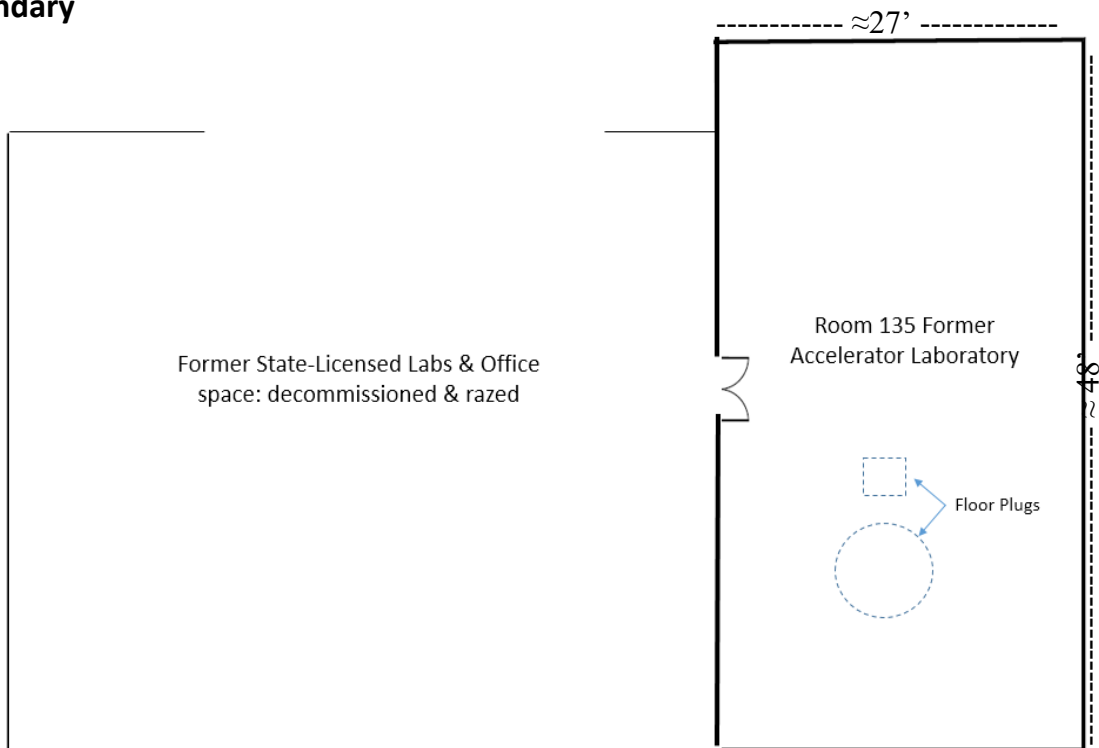 ndary
≈27’
Room 135 Former
Accelerator Laboratory
≈ 48’
Former State-Licensed Labs & Office
space: decommissioned & razed
Floor Plugs